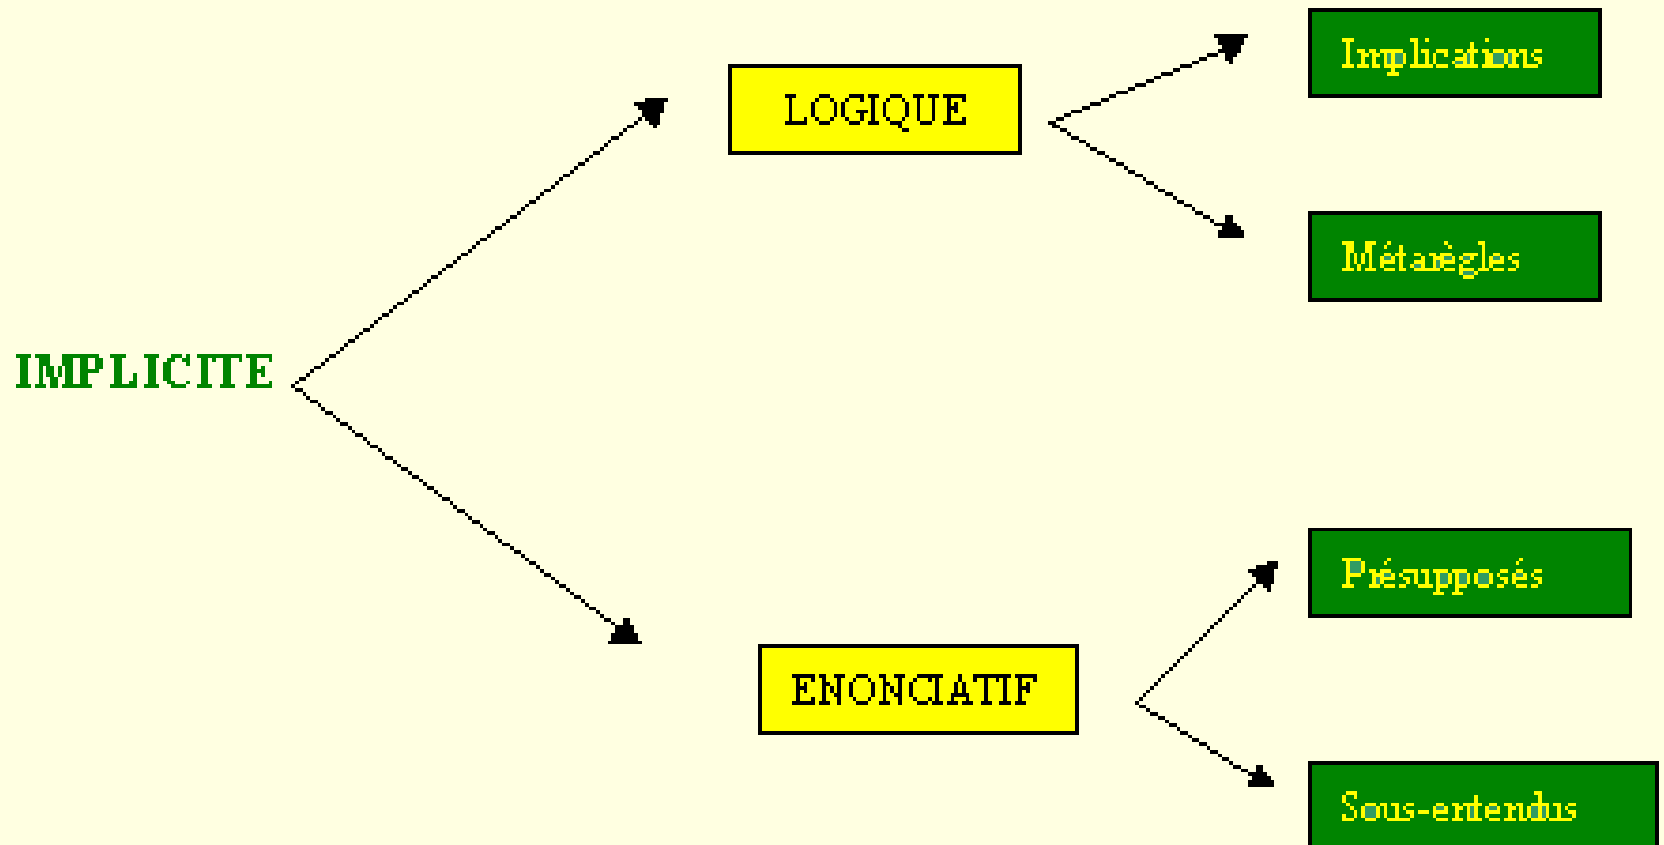 Implications
LOGIQUE
Métarègles
IMPLICITE
Présupposés
ENONCIATIF
Sous-entendus